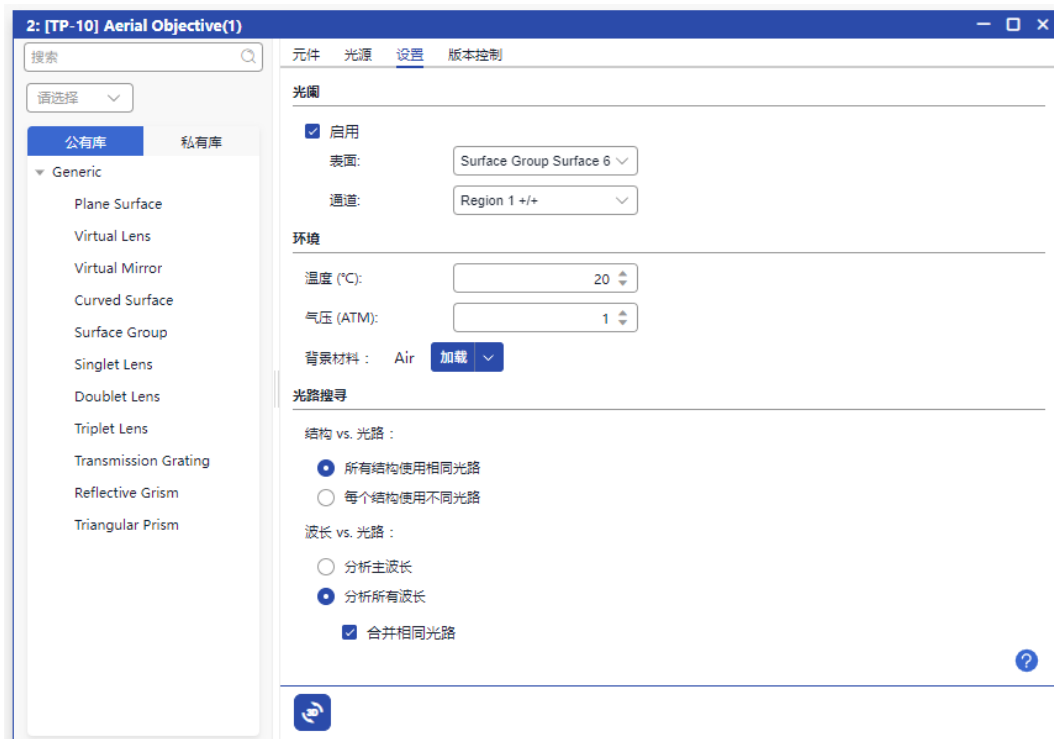 2: [TP-10] Aerial Objective(1)
搜索
请选择
公有库 私有库
Generic
Plane Surface
Virtual Lens
Virtual Mirror
Curved Surface
Surface Group
Singlet Lens
Doublet Lens
Triplet Lens
Transmission Grating
Reflective Grism
Triangular Prism
元件 光源 设置 版本控制
光阑
启用
表面: Surface Group Surface 6
通道: Region 1 +/+
环境
温度 (℃): 20
气压 (ATM): 1
背景材料： Air 加载
光路搜寻
结构 vs. 光路：
所有结构使用相同光路
每个结构使用不同光路
波长 vs. 光路：
分析主波长
分析所有波长
合并相同光路
?
3D